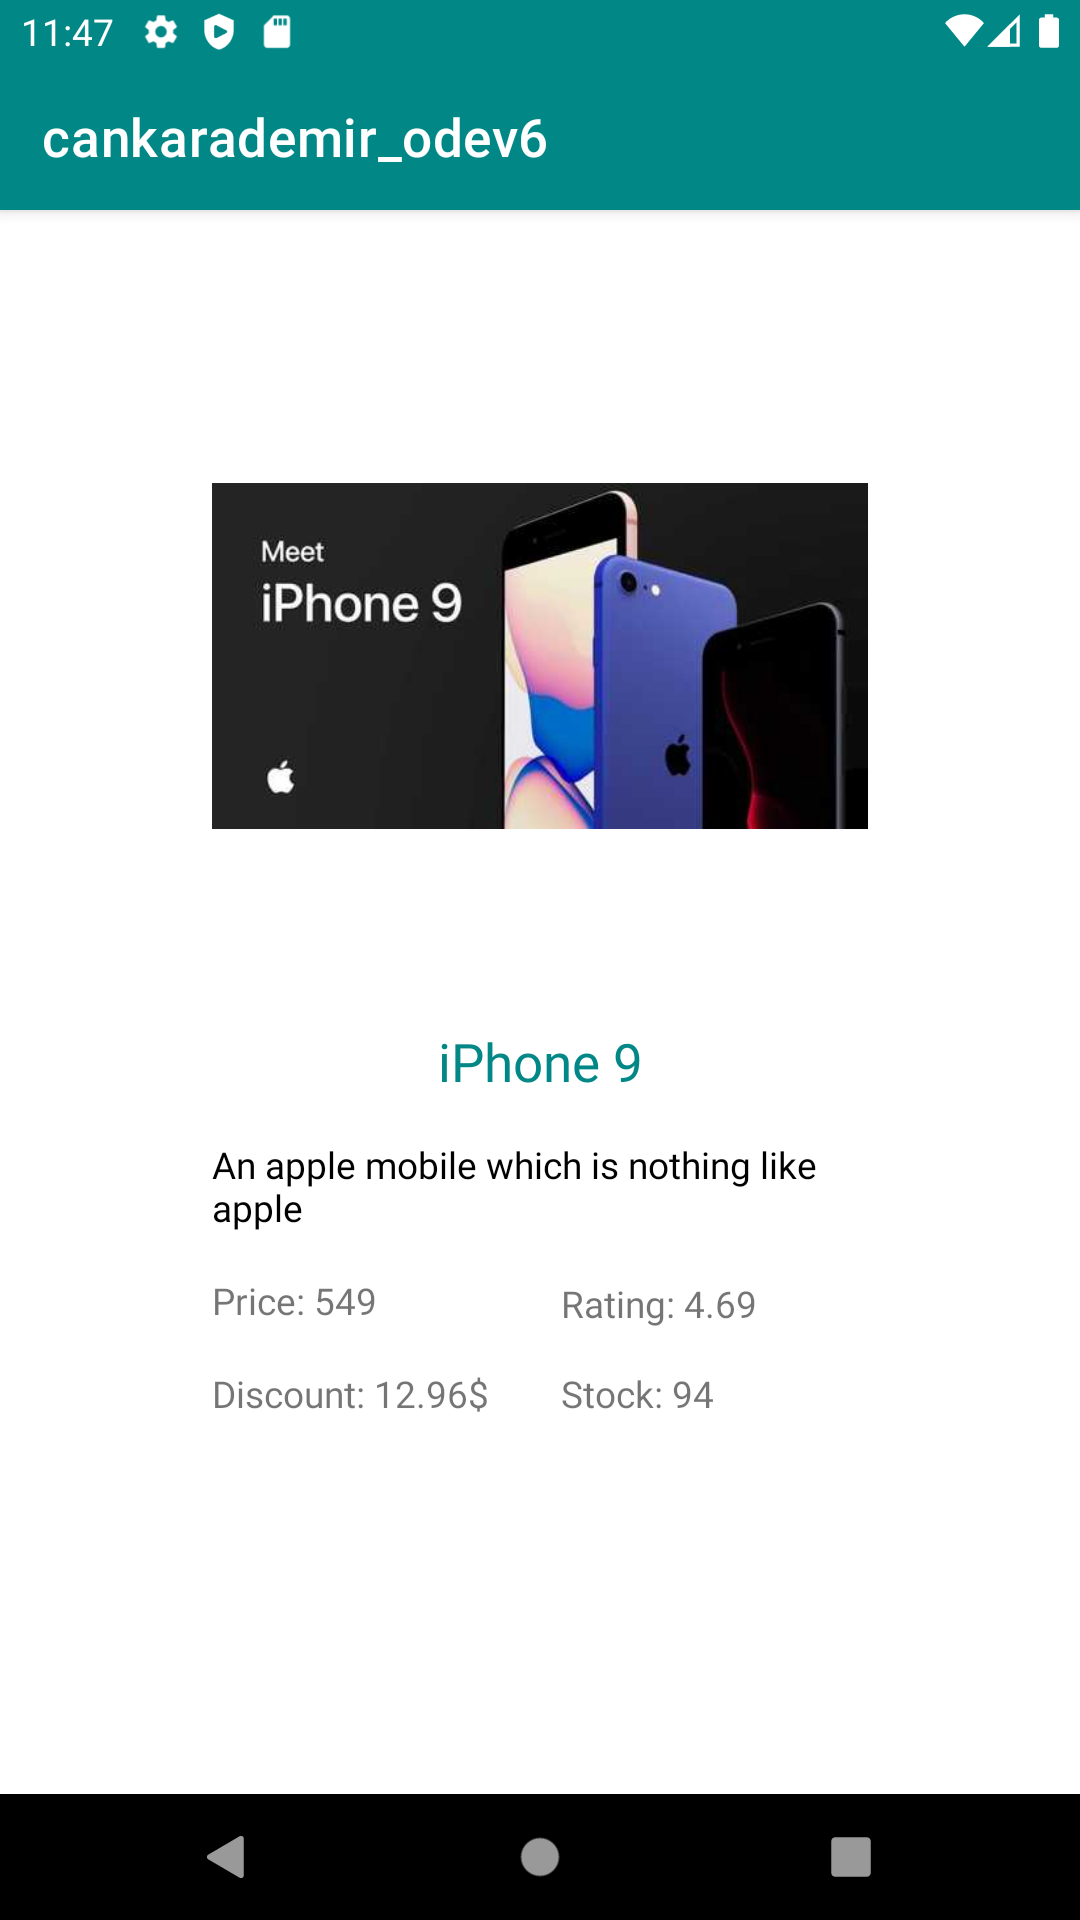 11:47
cankarademir_odev6
Meet
iPhone 9
iPhone 9
An apple mobile which is nothing like
apple
Price: 549
Rating: 4.69
Discount: 12.96$
Stock: 94